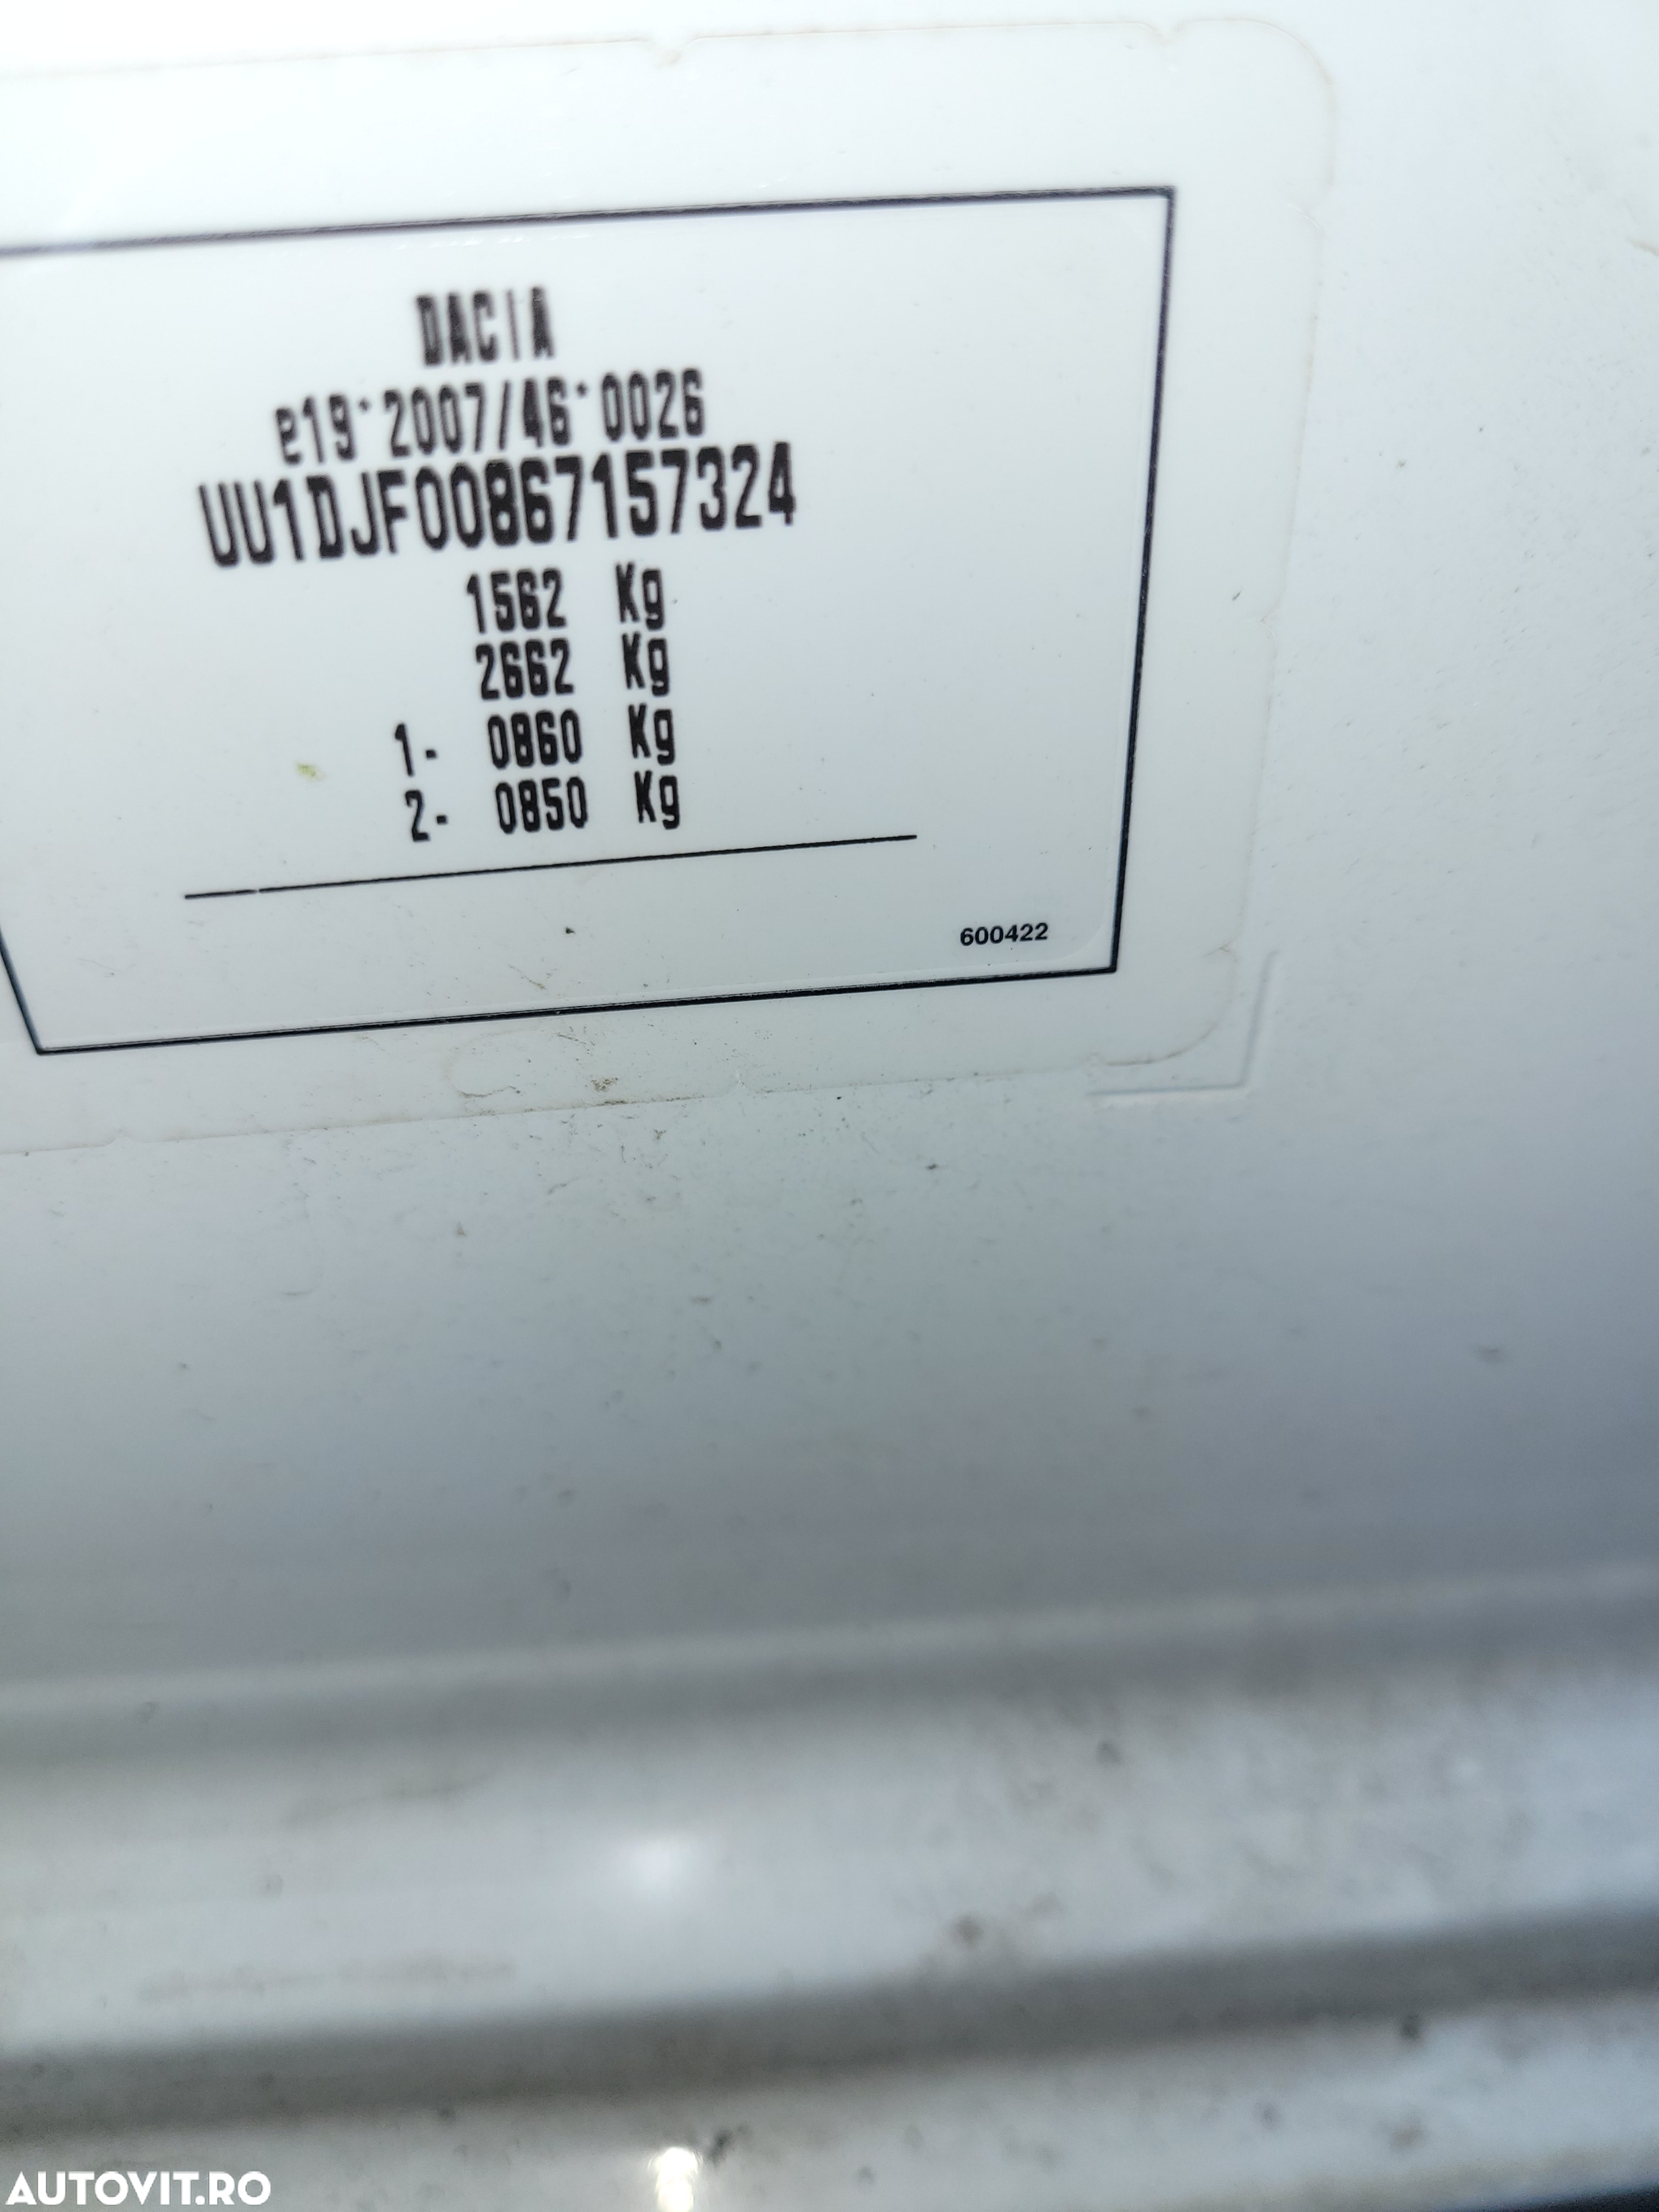 DACIA
e19*2007/46*0026
UU1DJF00867157324
1562 Kg
2662 Kg
1- 0860 Kg
2- 0850 Kg
600422
AUTOVIT.RO